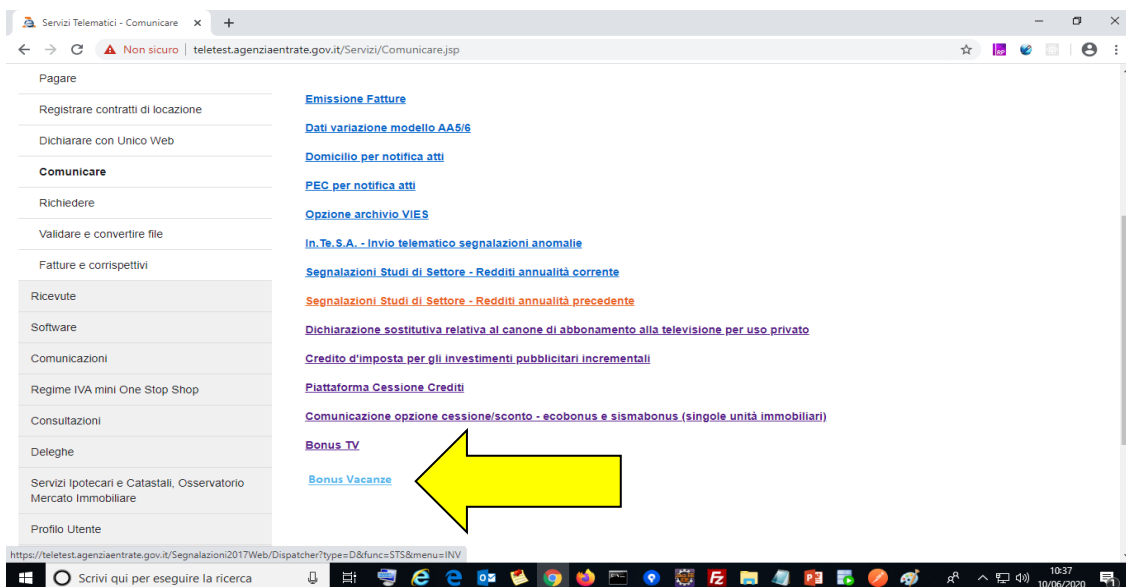 Servizi Telematici - Comunicare
Non sicuro | teletest.agenziaentrate.gov.it/Servizi/Comunicare.jsp
Pagare
Registrare contratti di locazione
Dichiarare con Unico Web
Comunicare
Richiedere
Validare e convertire file
Fatture e corrispettivi
Ricevute
Software
Comunicazioni
Regime IVA mini One Stop Shop
Consultazioni
Deleghe
Servizi Ipotecari e Catastali, Osservatorio
Mercato Immobiliare
Profilo Utente
Emissione Fatture
Dati variazione modello AA5/6
Domicilio per notifica atti
PEC per notifica atti
Opzione archivio VIES
In.Te.S.A. - Invio telematico segnalazioni anomalie
Segnalazioni Studi di Settore - Redditi annualità corrente
Segnalazioni Studi di Settore - Redditi annualità precedente
Dichiarazione sostitutiva relativa al canone di abbonamento alla televisione per uso privato
Credito d'imposta per gli investimenti pubblicitari incrementali
Piattaforma Cessione Crediti
Comunicazione opzione cessione/sconto - ecobonus e sismabonus (singole unità immobiliari)
Bonus TV
Bonus Vacanze
https://teletest.agenziaentrate.gov.it/Segnalazioni2017Web/Dispatcher?type=D&func=STS&menu=INV
Scrivi qui per eseguire la ricerca
10:37
10/06/2020